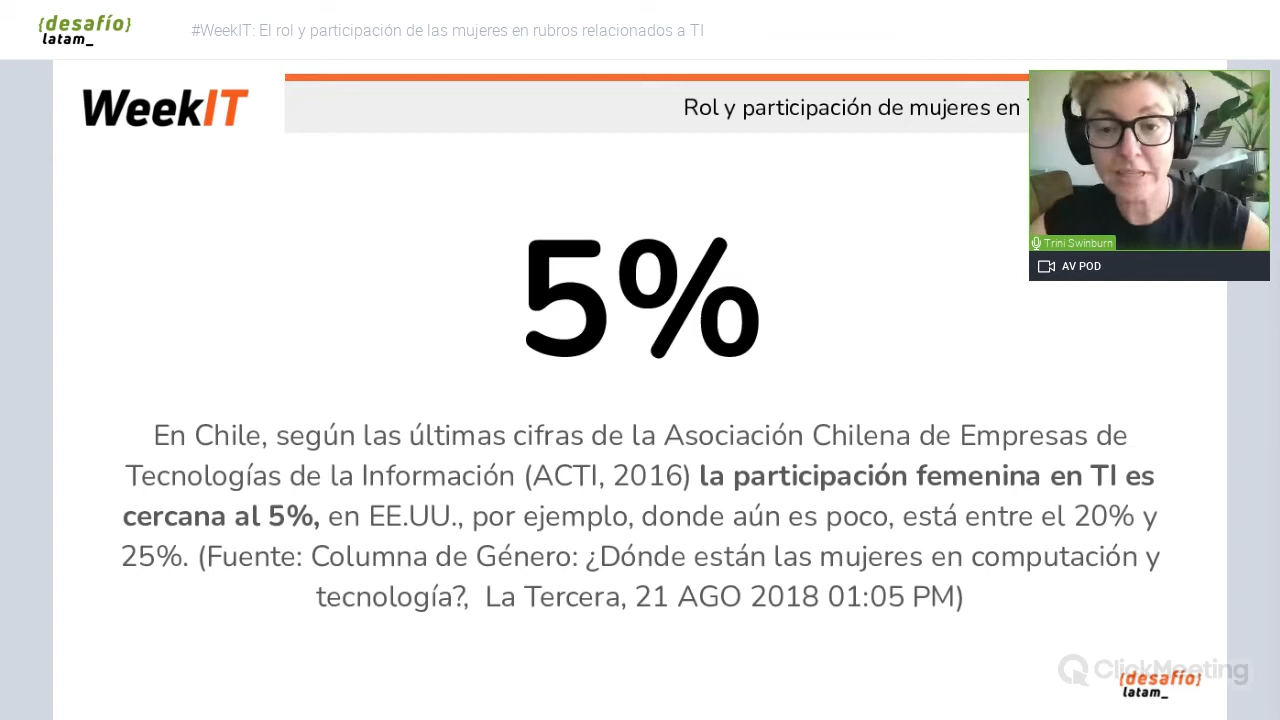 {desafío}
latam_
#WeekIT: El rol y participación de las mujeres en rubros relacionados a TI
WeekIT
Rol y participación de mujeres en
Trini Swinburn
AV POD
5%
En Chile, según las últimas cifras de la Asociación Chilena de Empresas de
Tecnologías de la Información (ACTI, 2016) la participación femenina en TI es
cercana al 5%, en EE.UU., por ejemplo, donde aún es poco, está entre el 20% y
25%. (Fuente: Columna de Género: ¿Dónde están las mujeres en computación y
tecnología?, La Tercera, 21 AGO 2018 01:05 PM)
ClickMeeting
{desafío}
latam_